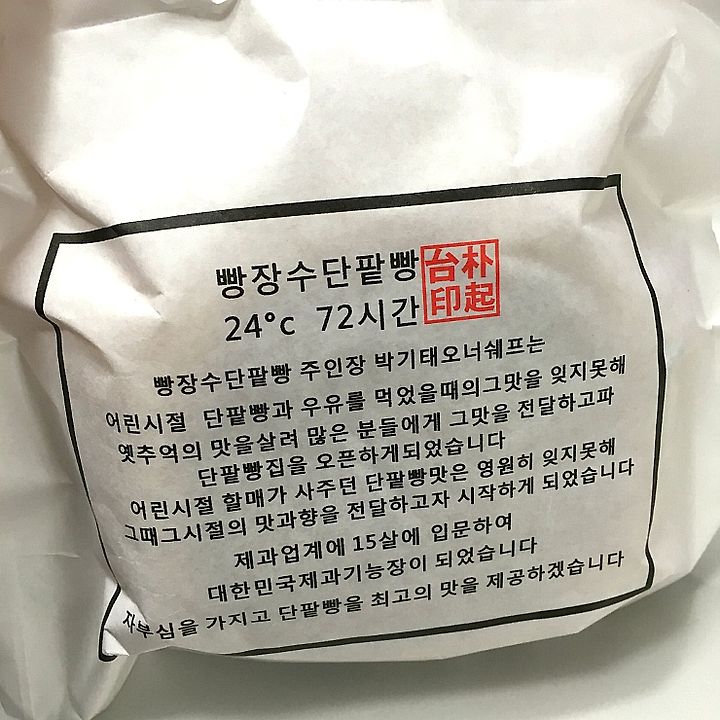 빵장수단팥빵
24°c 72시간
朴起台印
빵장수단팥빵 주인장 박기태오너쉐프는
어린시절 단팥빵과 우유를 먹었을때의그맛을 잊지못해
옛추억의 맛을살려 많은 분들에게 그맛을 전달하고파
단팥빵집을 오픈하게되었습니다
어린시절 할매가 사주던 단팥빵맛은 영원히 잊지못해
그때그시절의 맛과향을 전달하고자 시작하게 되었습니다
제과업계에 15살에 입문하여
대한민국제과기능장이 되었습니다
자부심을 가지고 단팥빵을 최고의 맛을 제공하겠습니다